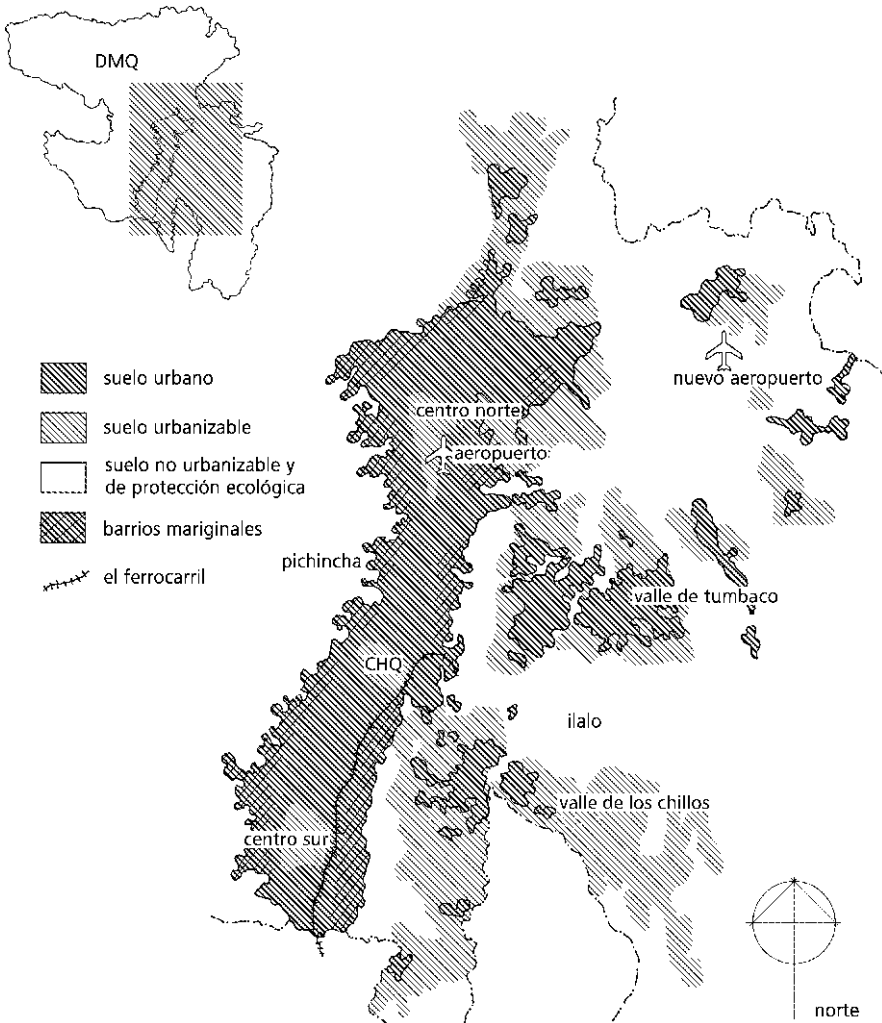 DMQ
suelo urbano
suelo urbanizable
suelo no urbanizable y
de protección ecológica
barrios mariginales
el ferrocarril
centro norte
aeropuerto
nuevo aeropuerto
pichincha
valle de tumbaco
CHQ
ilalo
valle de los chillos
centro sur
norte